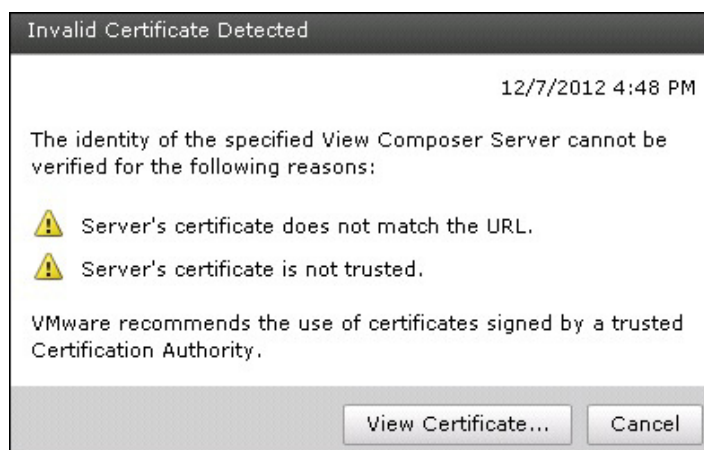 Invalid Certificate Detected
12/7/2012 4:48 PM
The identity of the specified View Composer Server cannot be
verified for the following reasons:
Server's certificate does not match the URL.
Server's certificate is not trusted.
VMware recommends the use of certificates signed by a trusted
Certification Authority.
View Certificate... Cancel